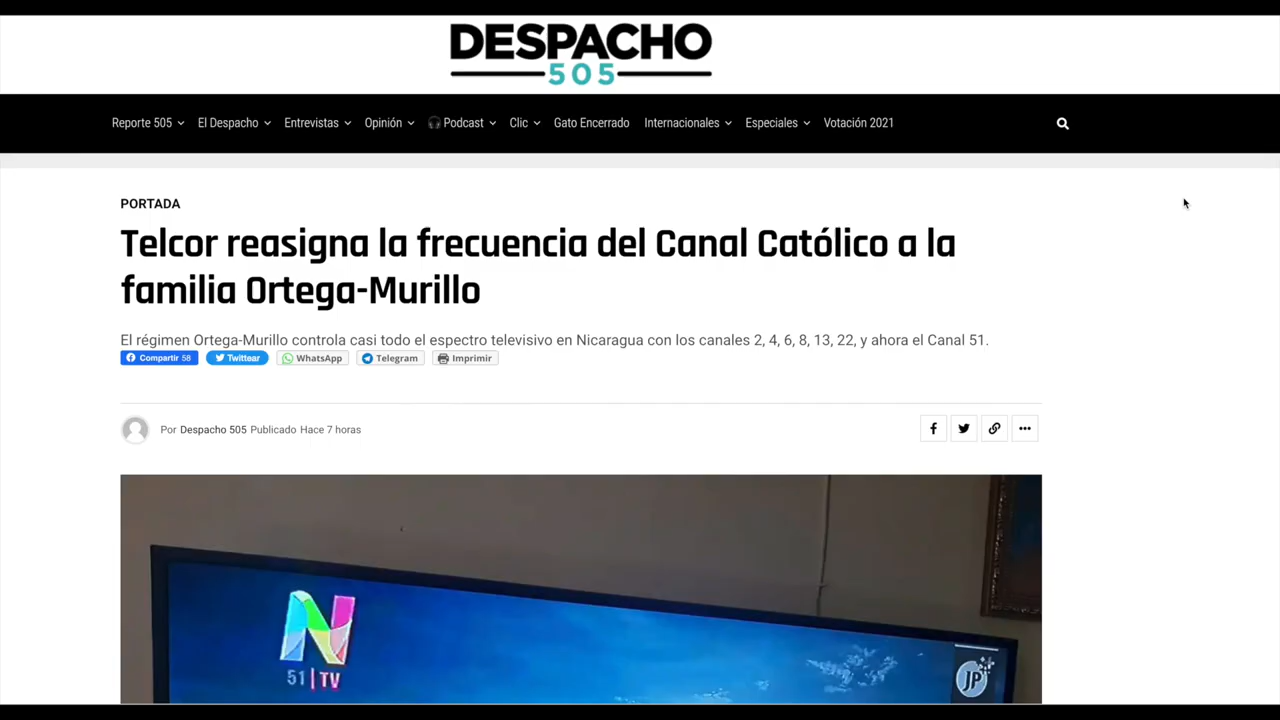 DESPACHO
505
Reporte 505 El Despacho Entrevistas Opinión Podcast Clic Gato Encerrado Internacionales Especiales Votación 2021
PORTADA
Telcor reasigna la frecuencia del Canal Católico a la
familia Ortega-Murillo
El régimen Ortega-Murillo controla casi todo el espectro televisivo en Nicaragua con los canales 2, 4, 6, 8, 13, 22, y ahora el Canal 51.
Compartir 58 Twittear WhatsApp Telegram Imprimir
Por Despacho 505 Publicado Hace 7 horas
N
51|TV
JP